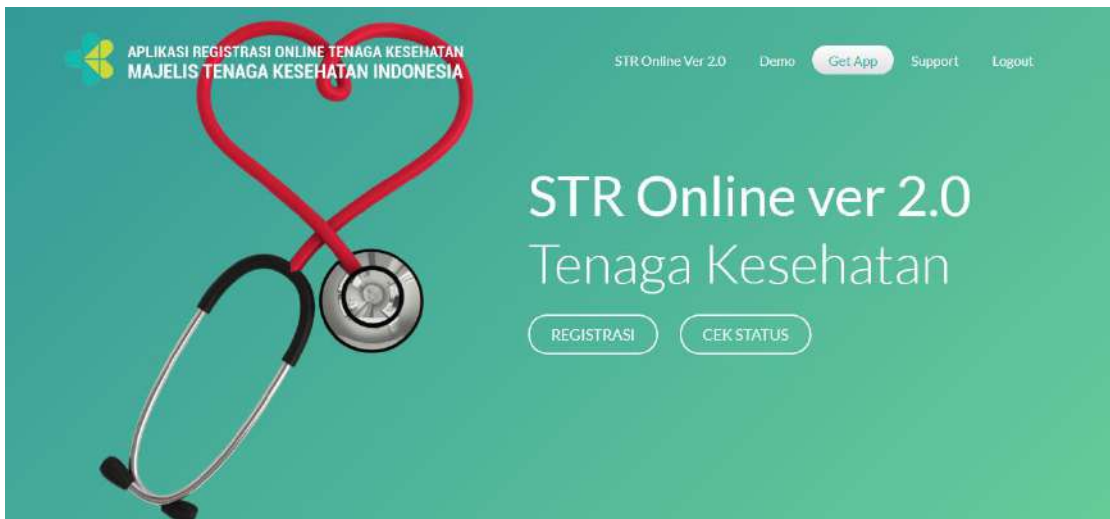 APLIKASI REGISTRASI ONLINE TENAGA KESEHATAN
MAJELIS TENAGA KESEHATAN INDONESIA
STR Online Ver 2.0
Demo
Get App
Support
Logout
STR Online ver 2.0
Tenaga Kesehatan
REGISTRASI
CEK STATUS